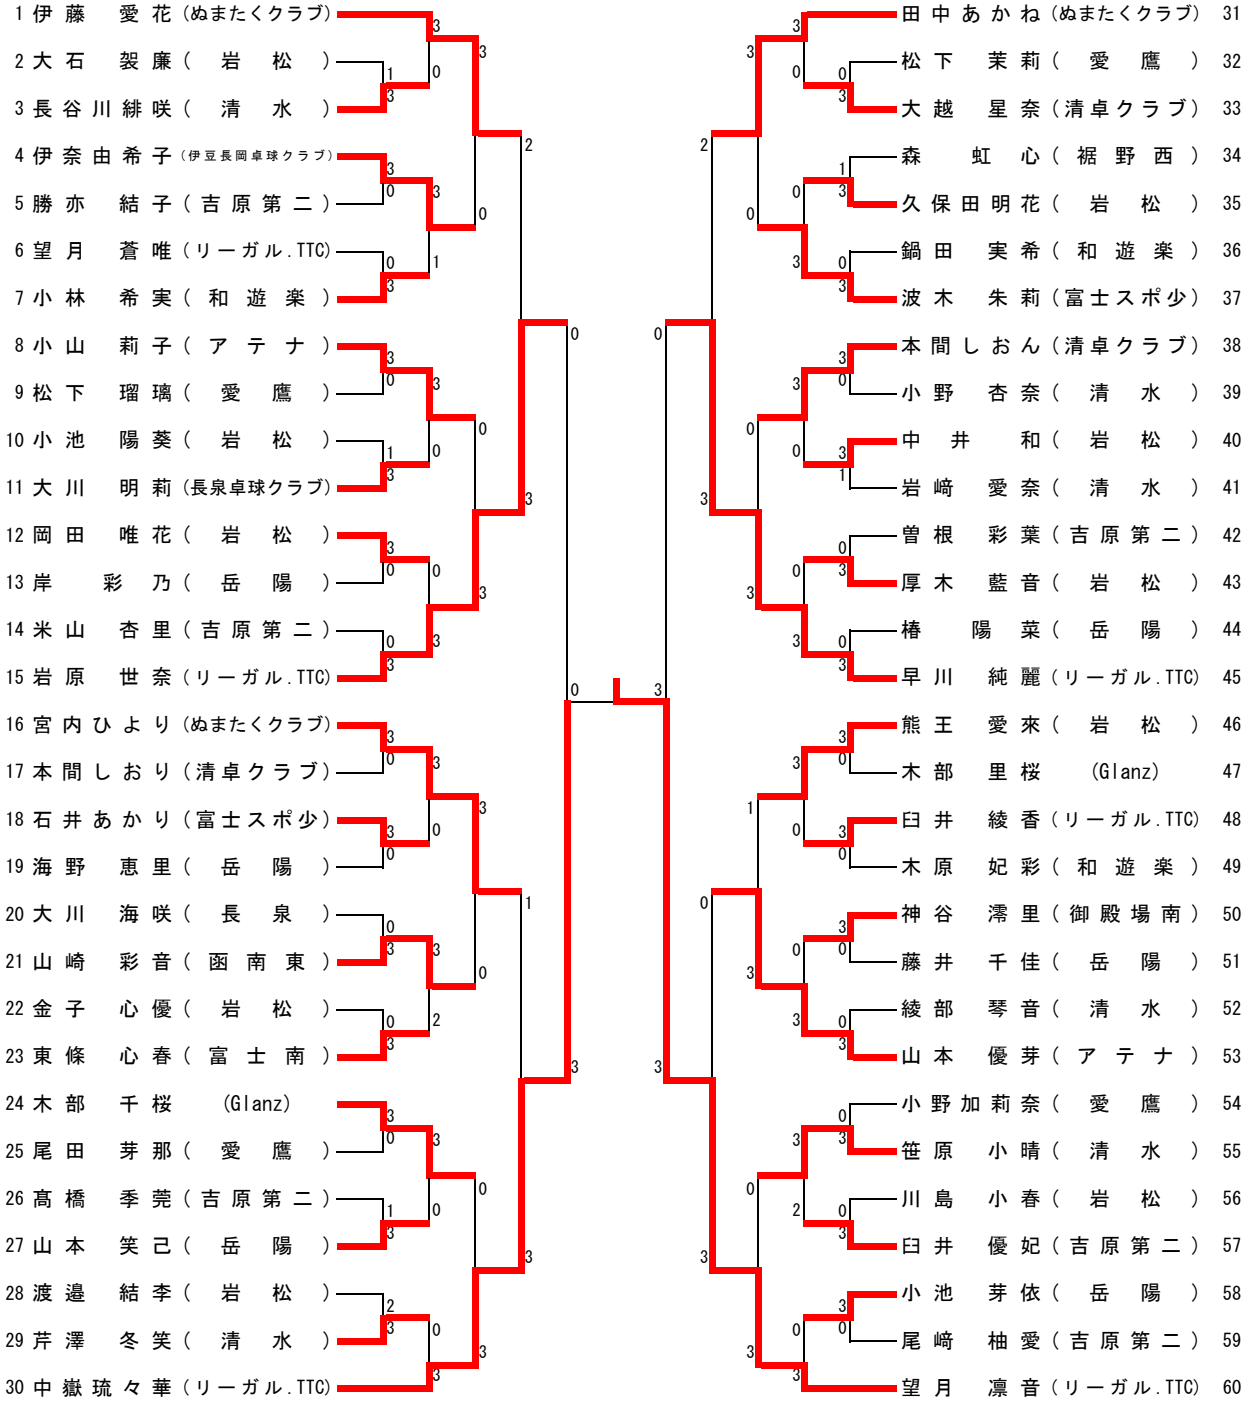 1 伊藤 愛花 (ぬまたくクラブ)
2 大石 袈廉 (岩松)
3 長谷川緋咲 (清水)
4 伊奈由希子 (伊豆長岡卓球クラブ)
5 勝亦 結子 (吉原第二)
6 望月 蒼唯 (リーガル.TTC)
7 小林 希実 (和遊楽)
8 小山 莉子 (アテナ)
9 松下 瑠璃 (愛鷹)
10 小池 陽葵 (岩松)
11 大川 明莉 (長泉卓球クラブ)
12 岡田 唯花 (岩松)
13 岸 彩乃 (岳陽)
14 米山 杏里 (吉原第二)
15 岩原 世奈 (リーガル.TTC)
16 宮内ひより (ぬまたくクラブ)
17 本間しおり (清卓クラブ)
18 石井あかり (富士スポ少)
19 海野 恵里 (岳陽)
20 大川 海咲 (長泉)
21 山崎 彩音 (函南東)
22 金子 心優 (岩松)
23 東條 心春 (富士南)
24 木部 千桜 (Glanz)
25 尾田 芽那 (愛鷹)
26 髙橋 季莞 (吉原第二)
27 山本 笑己 (岳陽)
28 渡邉 結李 (岩松)
29 芹澤 冬笑 (清水)
30 中嶽琉々華 (リーガル.TTC)
田中あかね (ぬまたくクラブ) 31
松下 茉莉 (愛鷹) 32
大越 星奈 (清卓クラブ) 33
森 虹心 (裾野西) 34
久保田明花 (岩松) 35
鍋田 実希 (和遊楽) 36
波木 朱莉 (富士スポ少) 37
本間しおん (清卓クラブ) 38
小野 杏奈 (清水) 39
中井 和 (岩松) 40
岩﨑 愛奈 (清水) 41
曽根 彩葉 (吉原第二) 42
厚木 藍音 (岩松) 43
椿 陽菜 (岳陽) 44
早川 純麗 (リーガル.TTC) 45
熊王 愛來 (岩松) 46
木部 里桜 (Glanz) 47
臼井 綾香 (リーガル.TTC) 48
木原 妃彩 (和遊楽) 49
神谷 澪里 (御殿場南) 50
藤井 千佳 (岳陽) 51
綾部 琴音 (清水) 52
山本 優芽 (アテナ) 53
小野加莉奈 (愛鷹) 54
笹原 小晴 (清水) 55
川島 小春 (岩松) 56
臼井 優妃 (吉原第二) 57
小池 芽依 (岳陽) 58
尾﨑 柚愛 (吉原第二) 59
望月 凛音 (リーガル.TTC) 60